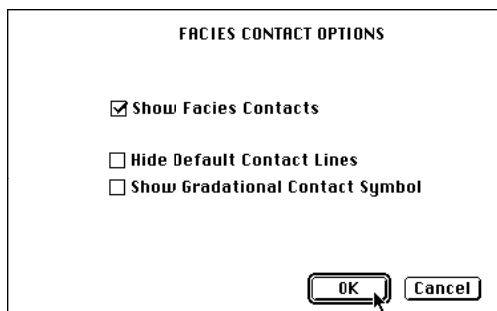 FACIES CONTACT OPTIONS
Show Facies Contacts
Hide Default Contact Lines
Show Gradational Contact Symbol
OK Cancel